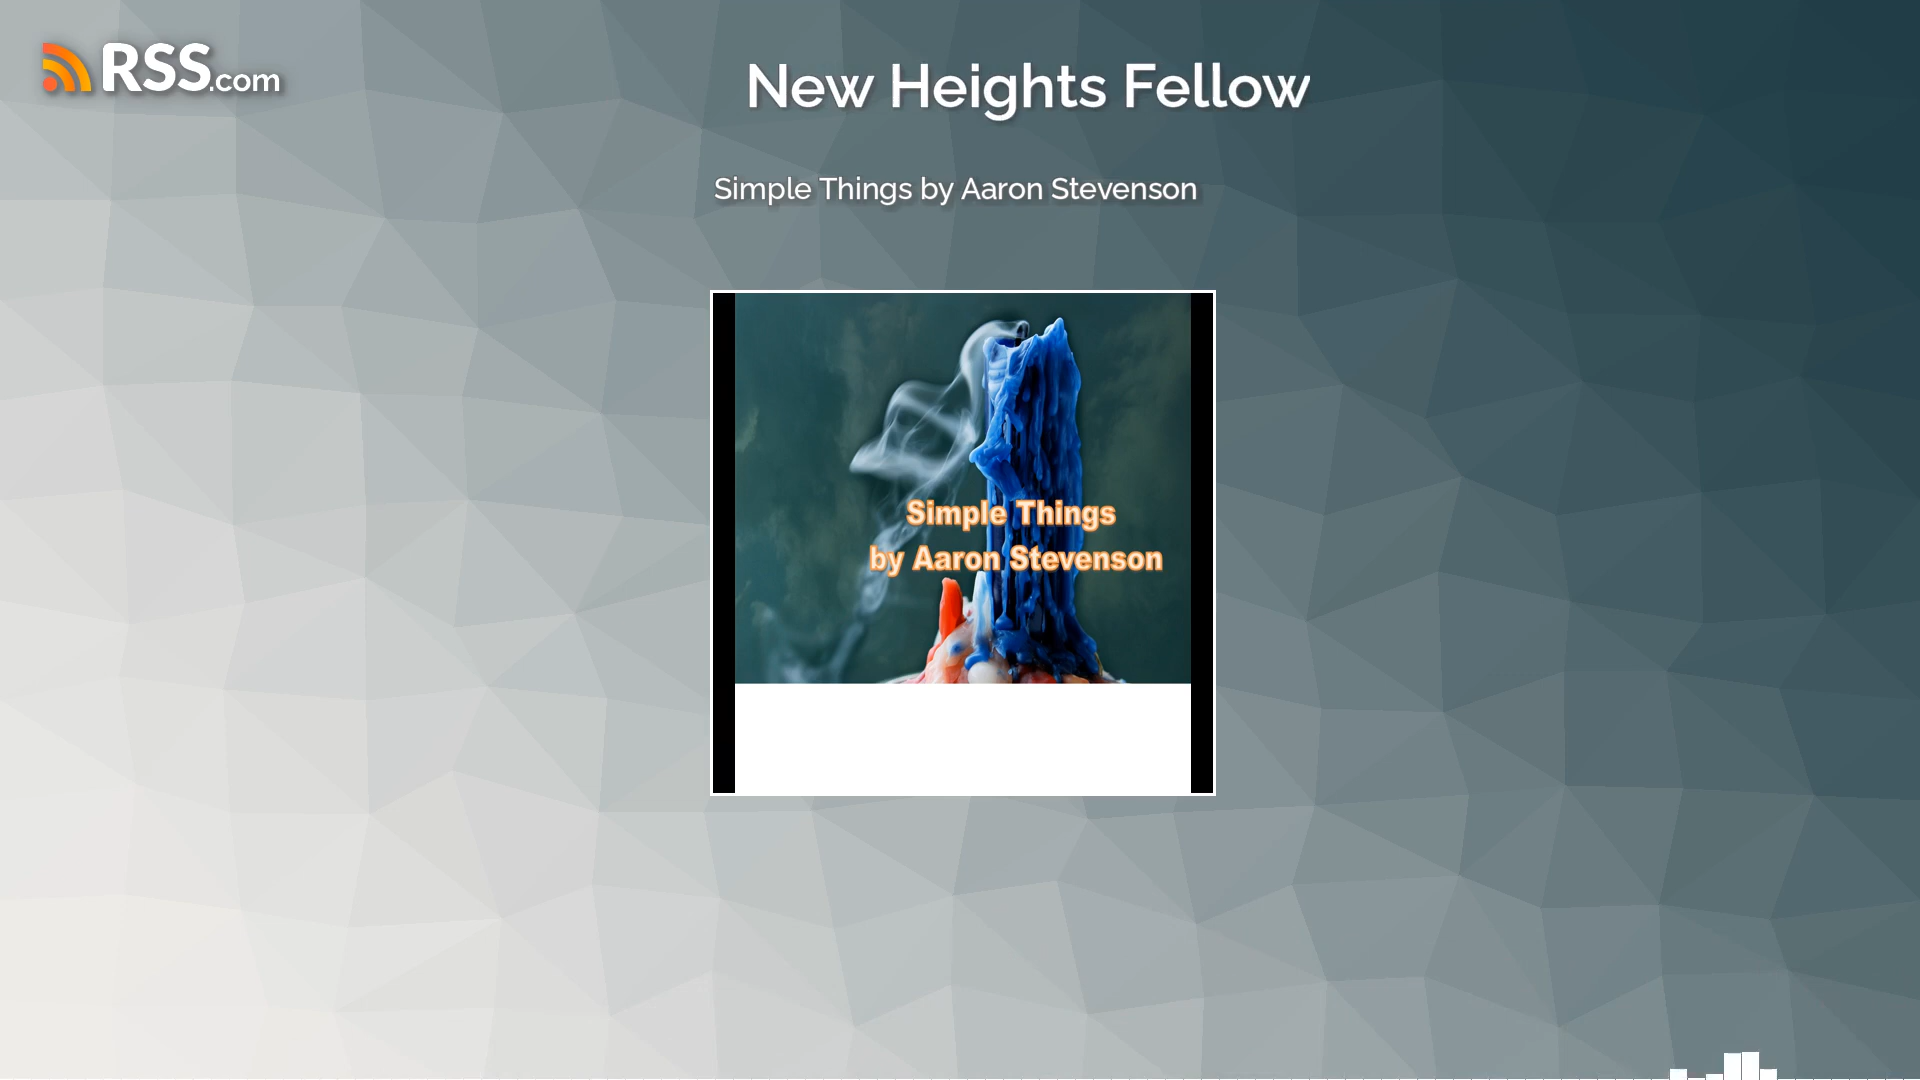 RSS.com
New Heights Fellow
Simple Things by Aaron Stevenson
Simple Things
by Aaron Stevenson